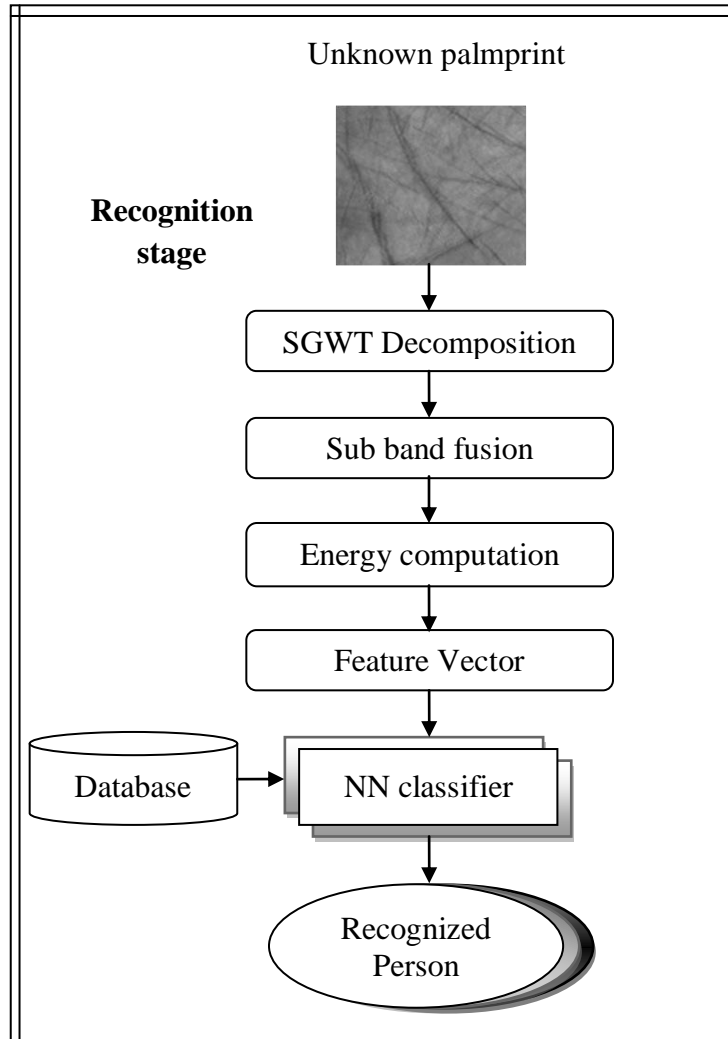 Unknown palmprint
Recognition
stage
SGWT Decomposition
Sub band fusion
Energy computation
Feature Vector
Database
NN classifier
Recognized
Person